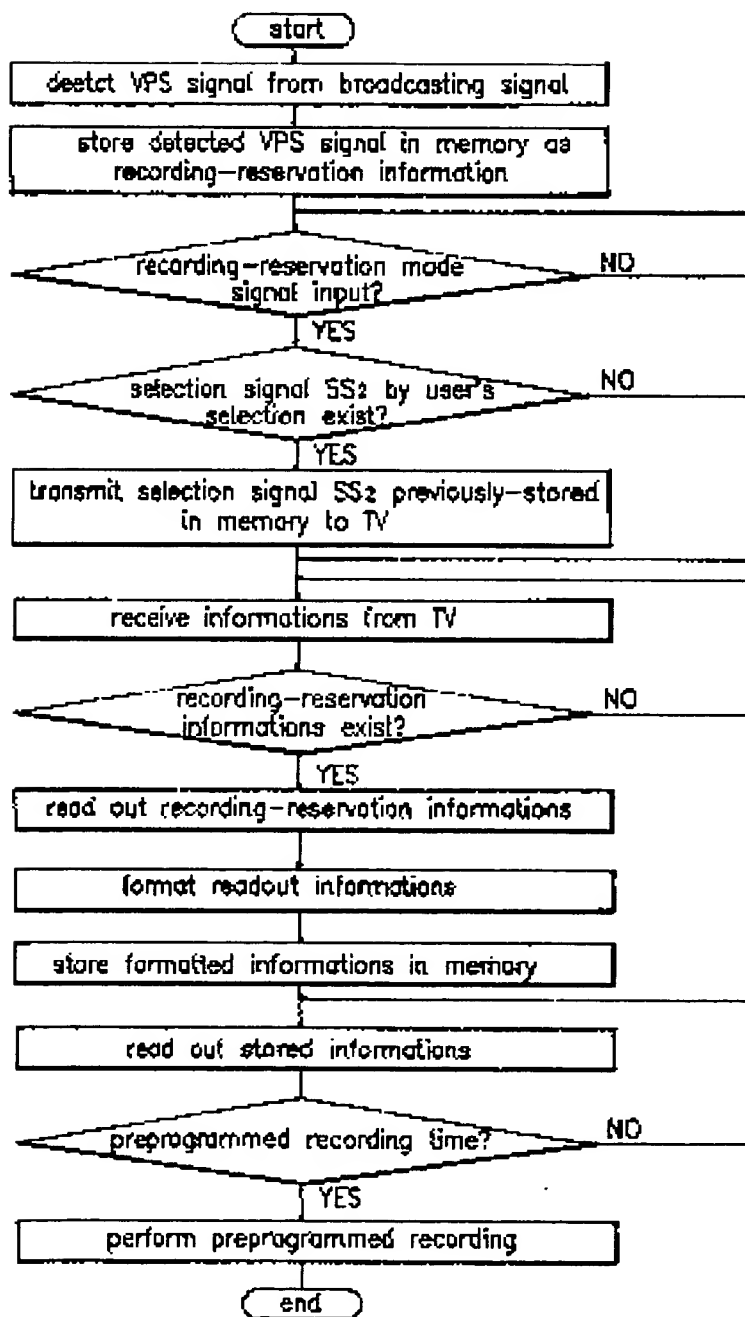 start
deetct VPS signal from broadcasting signal
store detected VPS signal in memory as
recording-reservation information
recording-reservation mode
signal input?
NO
YES
selection signal SS2 by user's
selection exist?
NO
YES
transmit selection signal SS2 previously-stored
in memory to TV
receive informations from TV
recording-reservation
informations exist?
NO
YES
read out recording-reservation informations
format readout informations
store formatted informations in memory
read out stored informations
preprogrammed recording time?
NO
YES
perform preprogrammed recording
end